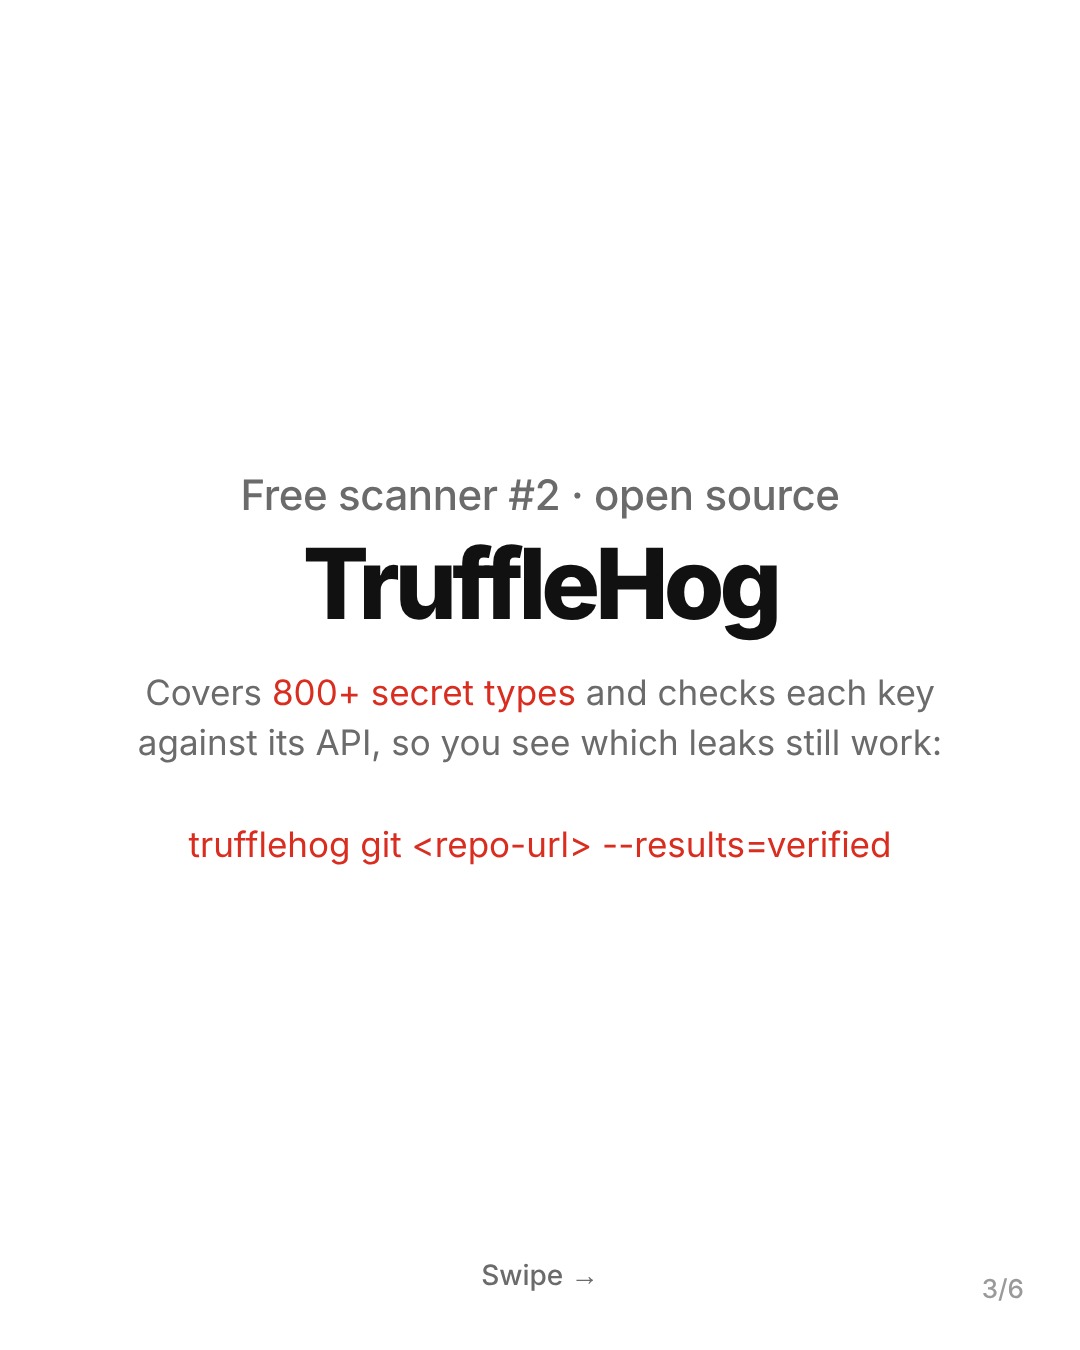 Free scanner #2 · open source
TruffleHog
Covers 800+ secret types and checks each key
against its API, so you see which leaks still work:
trufflehog git <repo-url> --results=verified
Swipe →
3/6